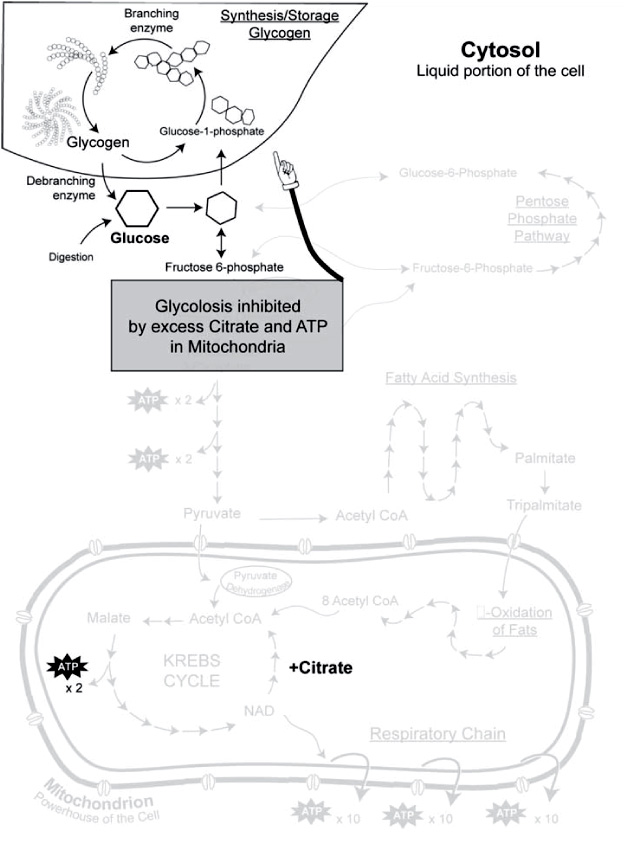 Branching
enzyme
Synthesis/Storage
Glycogen
Cytosol
Liquid portion of the cell
Glucose-1-phosphate
Glycogen
Debranching
enzyme
Glucose
Digestion
Fructose 6-phosphate
Glucose-6-Phosphate
Pentose
Phosphate
Pathway
Fructose-6-Phosphate
Glycolosis inhibited
by excess Citrate and ATP
in Mitochondria
ATP x 2
ATP x 2
Fatty Acid Synthesis
Palmitate
Tripalmitate
Pyruvate
Acetyl CoA
Pyruvate
Dehydrogenose
8 Acetyl CoA
-Oxidation
of Fats
Malate
Acetyl CoA
KREBS
CYCLE
+Citrate
ATP
x 2
NAD
Respiratory Chain
Mitochondrion
Powerhouse of the Cell
ATP x 10
ATP x 10
ATP x 10